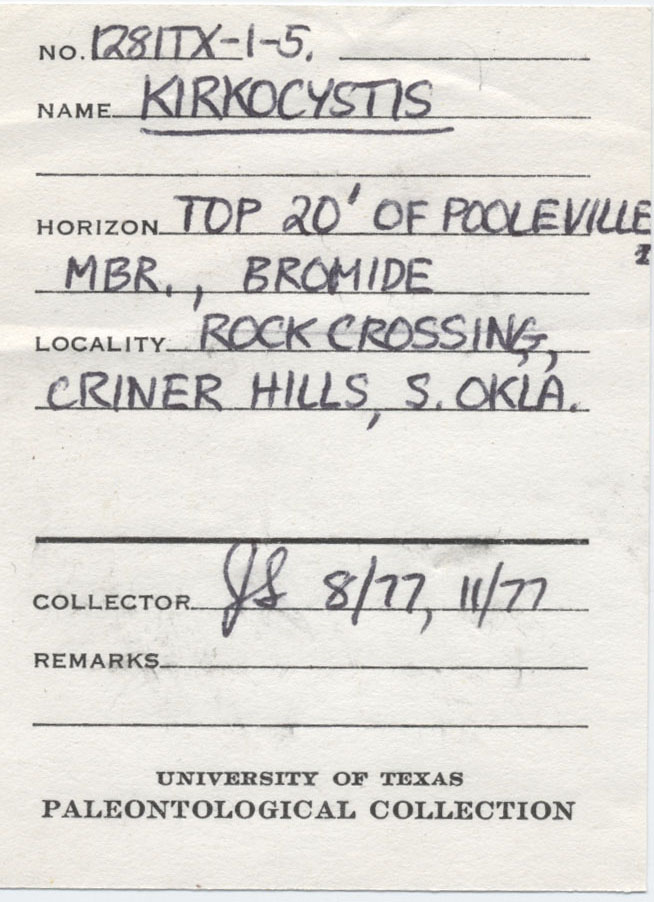 NO. 1281TX-1-5.
NAME KIRKOCYSTIS
HORIZON TOP 20' OF POOLEVILLE
MBR., BROMIDE
LOCALITY ROCK CROSSING,
CRINER HILLS, S. OKLA.
COLLECTOR JS 8/77, 11/77
REMARKS
UNIVERSITY OF TEXAS
PALEONTOLOGICAL COLLECTION